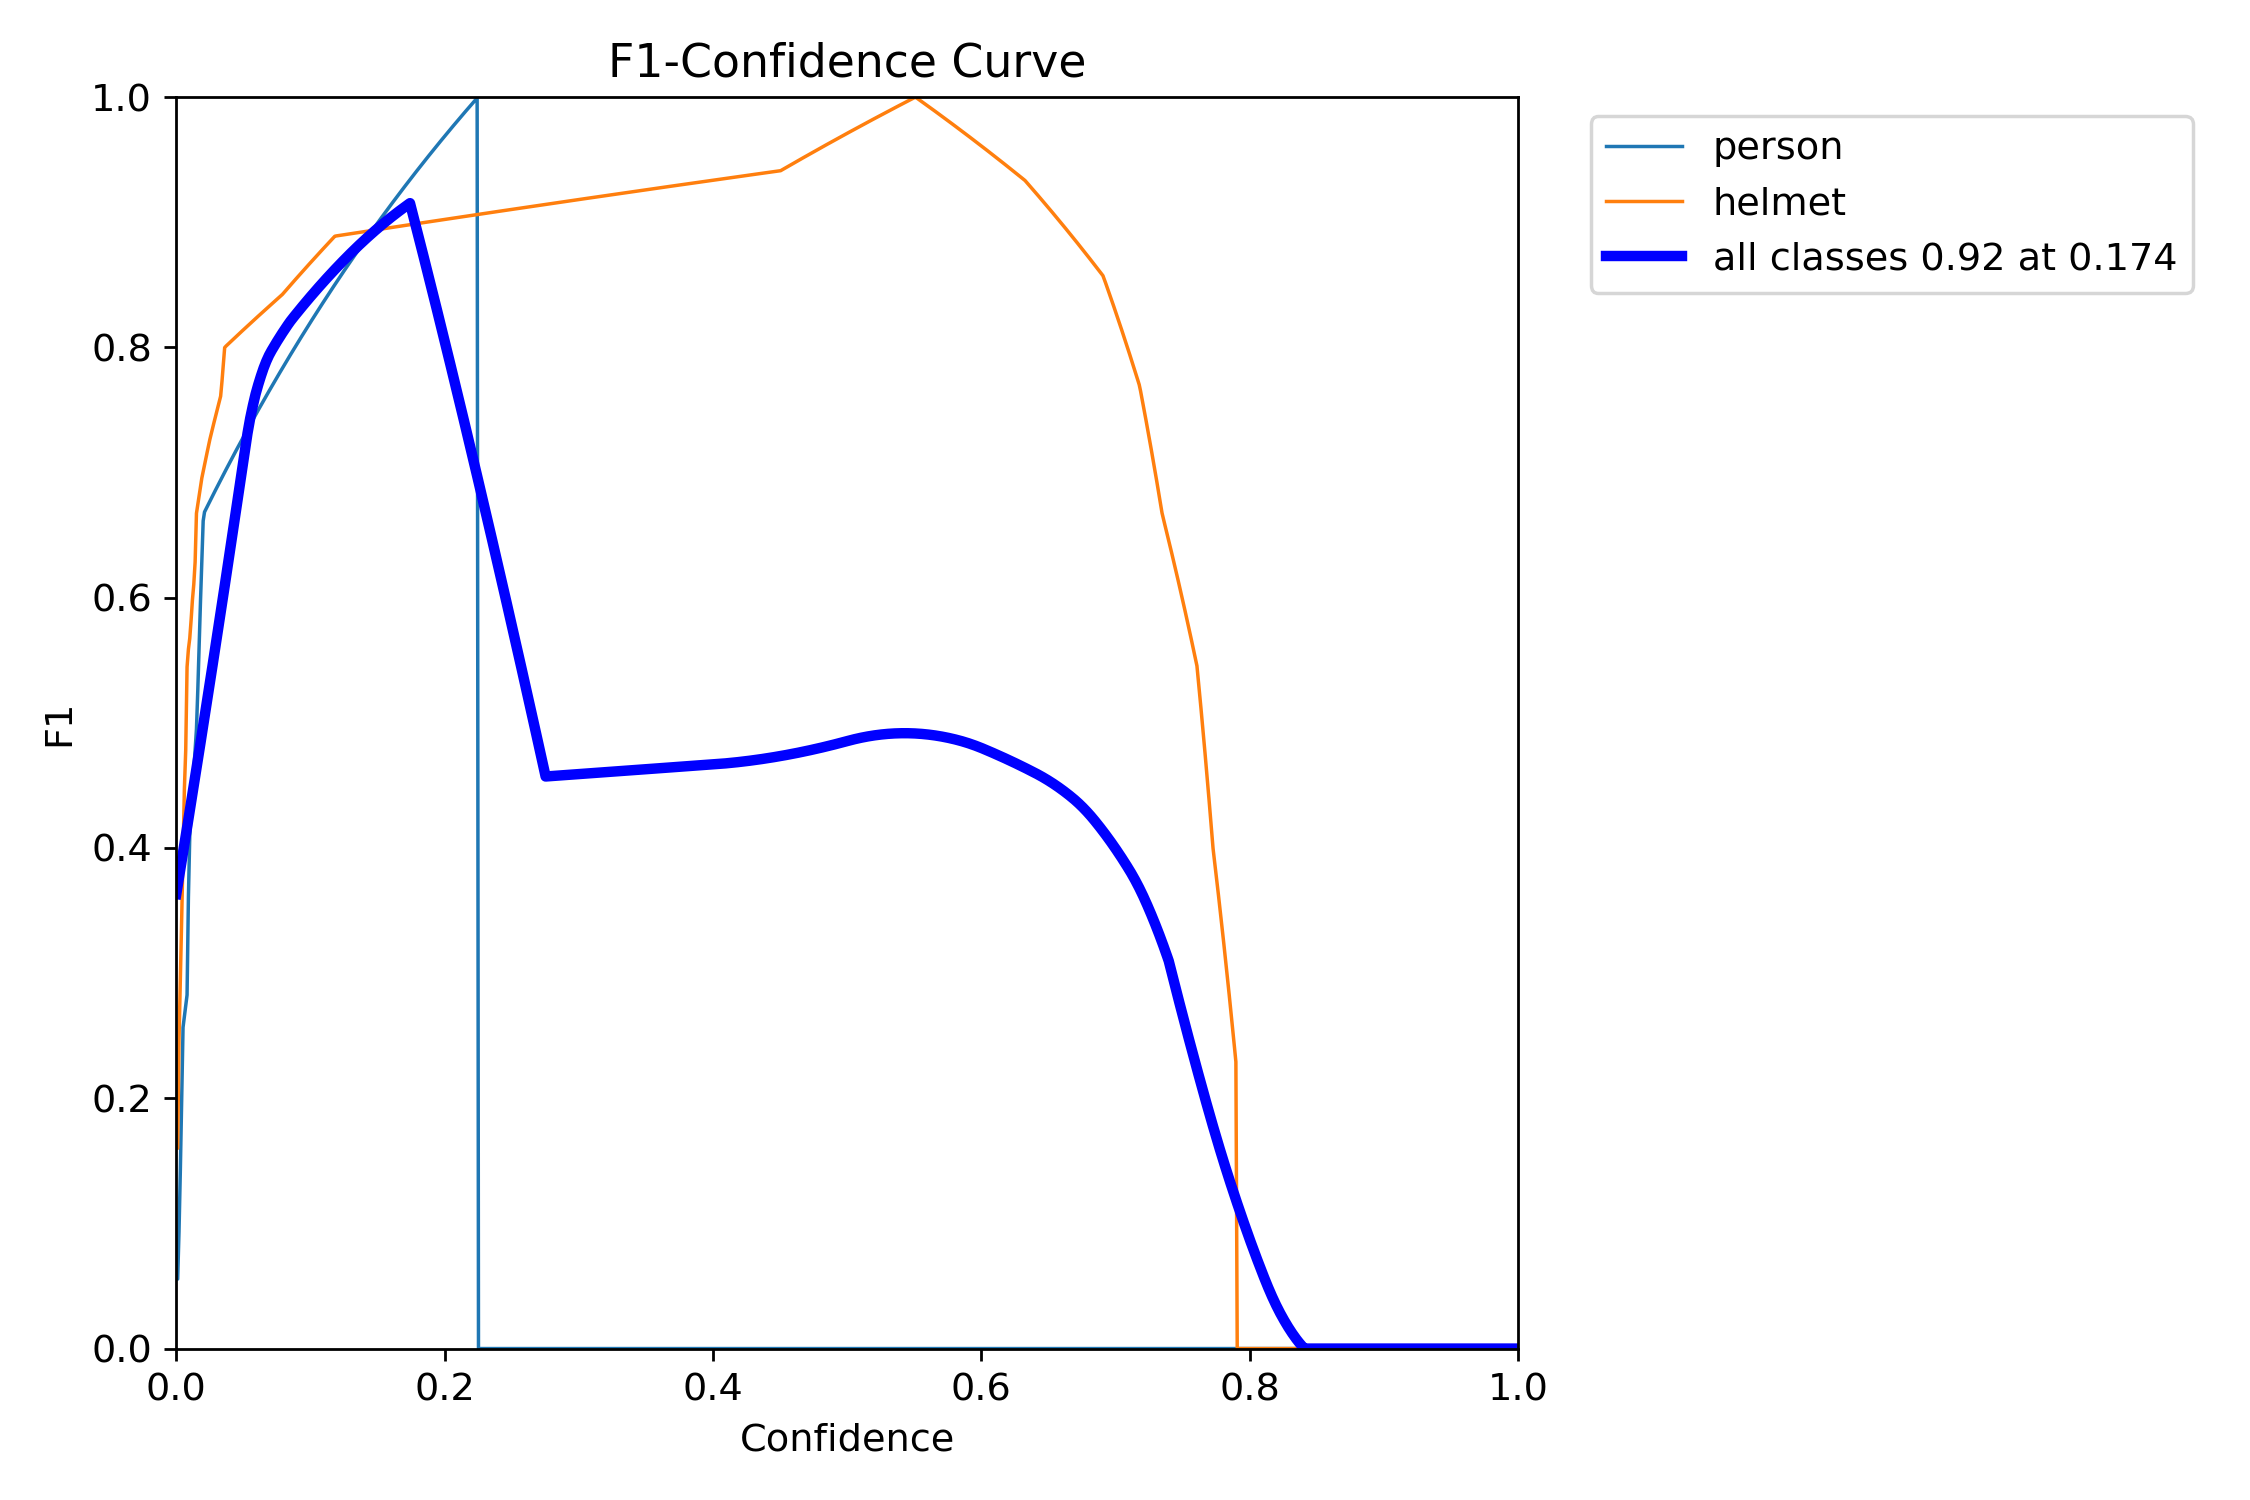 F1-Confidence Curve
1.0
0.8
0.6
0.4
0.2
0.0
F1
0.0 0.2 0.4 0.6 0.8 1.0
Confidence
person
helmet
all classes 0.92 at 0.174